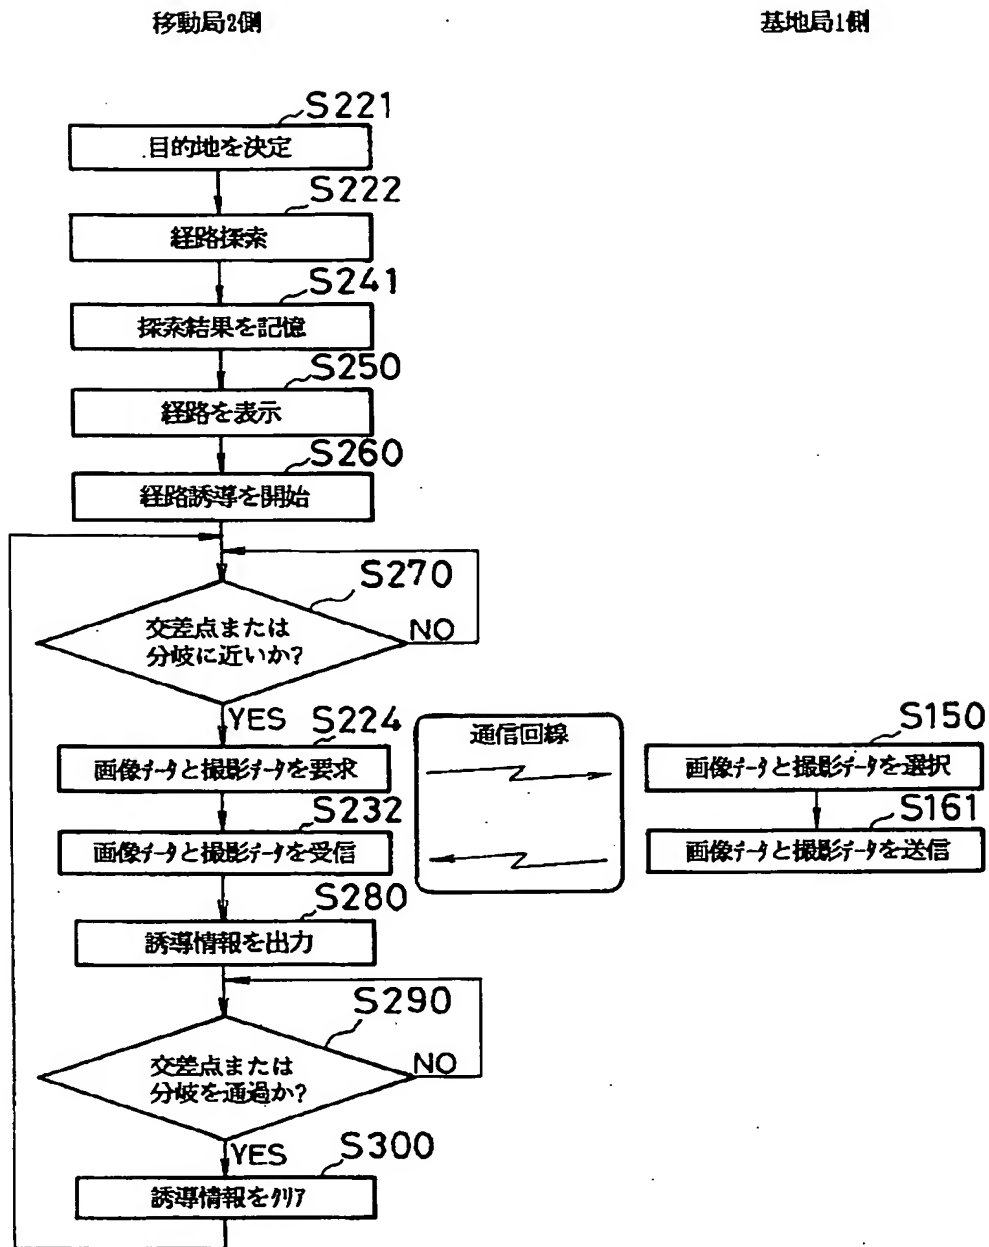 移動局2側
基地局1側
S221
目的地を決定
S222
経路探索
S241
探索結果を記憶
S250
経路を表示
S260
経路誘導を開始
S270
交差点または
分岐に近いか?
NO
YES
S224
画像データと撮影データを要求
通信回線
S150
画像データと撮影データを選択
S232
画像データと撮影データを受信
S161
画像データと撮影データを送信
S280
誘導情報を出力
S290
交差点または
分岐を通過か?
NO
YES
S300
誘導情報をクリア